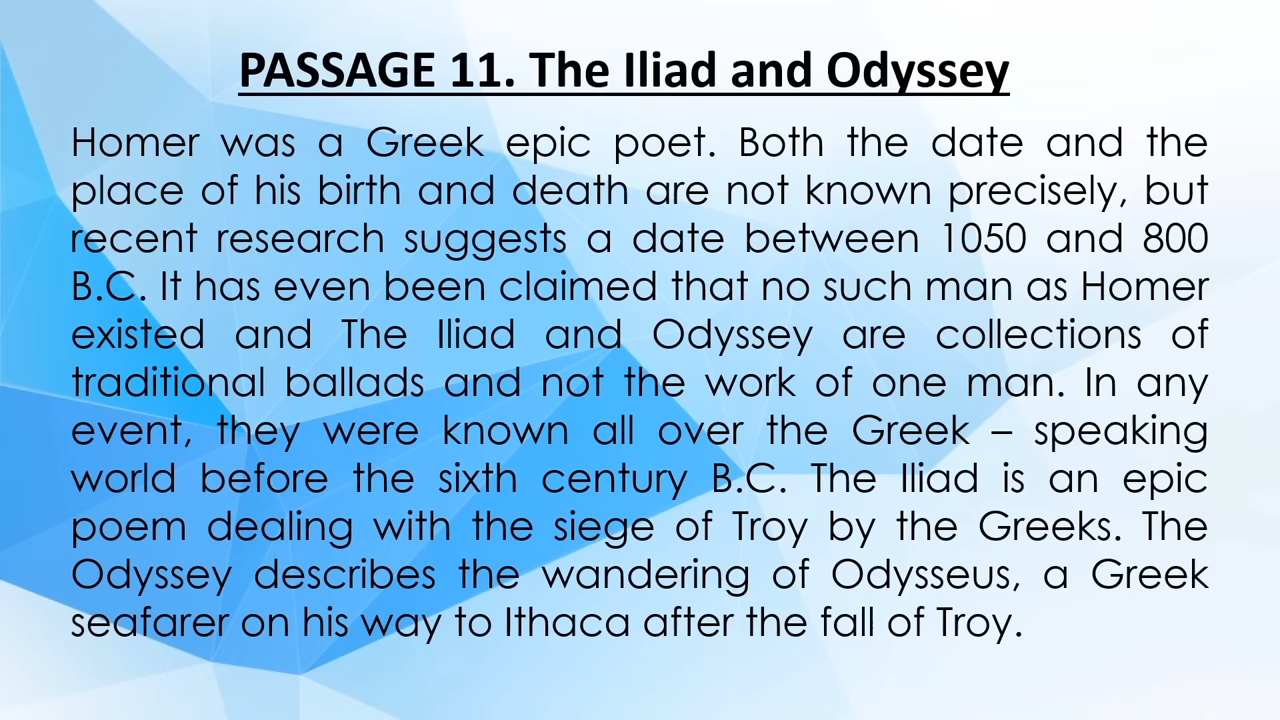 PASSAGE 11. The Iliad and Odyssey
Homer was a Greek epic poet. Both the date and the
place of his birth and death are not known precisely, but
recent research suggests a date between 1050 and 800
B.C. It has even been claimed that no such man as Homer
existed and The Iliad and Odyssey are collections of
traditional ballads and not the work of one man. In any
event, they were known all over the Greek – speaking
world before the sixth century B.C. The Iliad is an epic
poem dealing with the siege of Troy by the Greeks. The
Odyssey describes the wandering of Odysseus, a Greek
seafarer on his way to Ithaca after the fall of Troy.